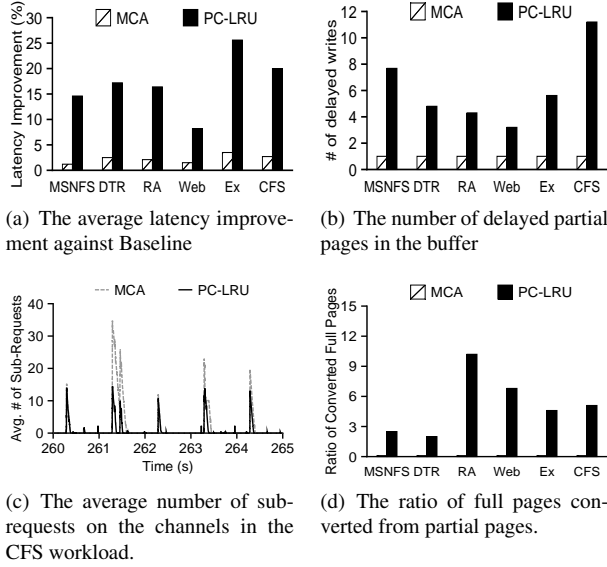 MCA PC-LRU
Latency Improvement (%)
30
25
20
15
10
5
0
MSNFS DTR RA Web Ex CFS
(a) The average latency improve-
ment against Baseline
MCA PC-LRU
# of delayed writes
12
10
8
6
4
2
0
MSNFS DTR RA Web Ex CFS
(b) The number of delayed partial
pages in the buffer
MCA PC-LRU
Avg. # of Sub-Requests
40
30
20
10
0
260 261 262 263 264 265
Time (s)
(c) The average number of sub-
requests on the channels in the
CFS workload.
MCA PC-LRU
Ratio of Converted Full Pages
15
12
9
6
3
0
MSNFS DTR RA Web Ex CFS
(d) The ratio of full pages con-
verted from partial pages.